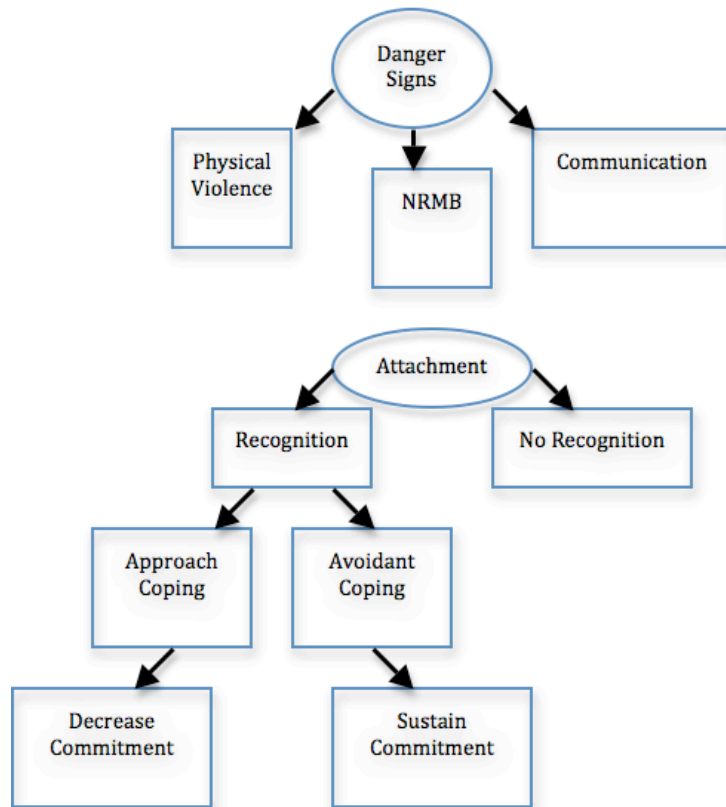 Danger
Signs
Physical
Violence
NRMB
Communication
Attachment
Recognition
No Recognition
Approach
Coping
Avoidant
Coping
Decrease
Commitment
Sustain
Commitment